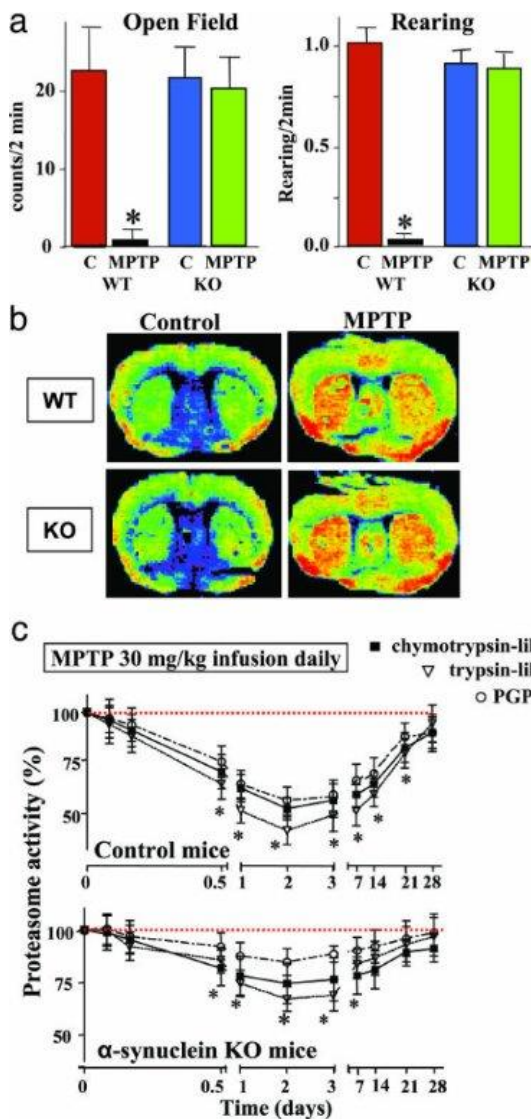 a
Open Field
counts/2 min
20
10
0
*
C MPTP C MPTP
WT KO
Rearing
Rearing/2min
1.0
0.5
0.0
*
C MPTP C MPTP
WT KO
b
Control MPTP
WT
KO
c
MPTP 30 mg/kg infusion daily
chymotrypsin-li
trypsin-li
PGP
Proteasome activity (%)
100
75
50
* * * * * * *
Control mice
0 0.5 1 2 3 7 14 21 28
100
75
50
* * * * *
α-synuclein KO mice
0 0.5 1 2 3 7 14 21 28
Time (days)